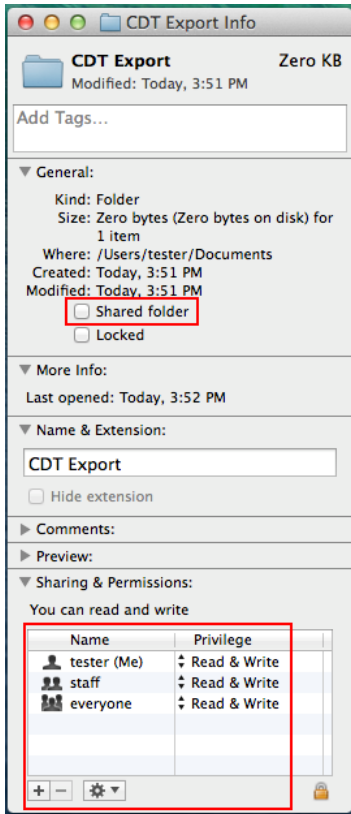 CDT Export Info
CDT Export Zero KB
Modified: Today, 3:51 PM
Add Tags...
General:
Kind: Folder
Size: Zero bytes (Zero bytes on disk) for
1 item
Where: /Users/tester/Documents
Created: Today, 3:51 PM
Modified: Today, 3:51 PM
Shared folder
Locked
More Info:
Last opened: Today, 3:52 PM
Name & Extension:
CDT Export
Hide extension
Comments:
Preview:
Sharing & Permissions:
You can read and write
Name Privilege
tester (Me) Read & Write
staff Read & Write
everyone Read & Write